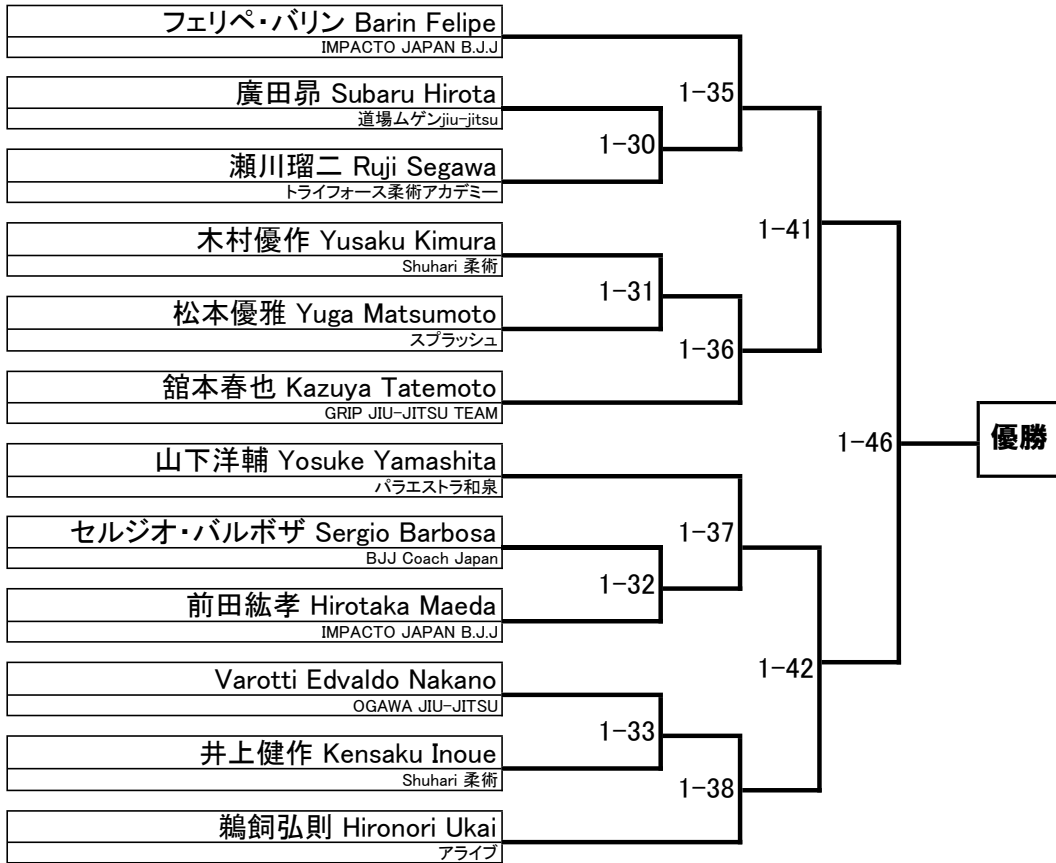 フェリペ・バリン Barin Felipe
IMPACTO JAPAN B.J.J
廣田昴 Subaru Hirota
道場ムゲンjiu-jitsu
瀬川瑠二 Ruji Segawa
トライフォース柔術アカデミー
木村優作 Yusaku Kimura
Shuhari 柔術
松本優雅 Yuga Matsumoto
スプラッシュ
舘本春也 Kazuya Tatemoto
GRIP JIU-JITSU TEAM
山下洋輔 Yosuke Yamashita
パラエストラ和泉
セルジオ・バルボザ Sergio Barbosa
BJJ Coach Japan
前田紘孝 Hirotaka Maeda
IMPACTO JAPAN B.J.J
Varotti Edvaldo Nakano
OGAWA JIU-JITSU
井上健作 Kensaku Inoue
Shuhari 柔術
鵜飼弘則 Hironori Ukai
アライブ
1-30
1-31
1-32
1-33
1-35
1-36
1-37
1-38
1-41
1-42
1-46
優勝